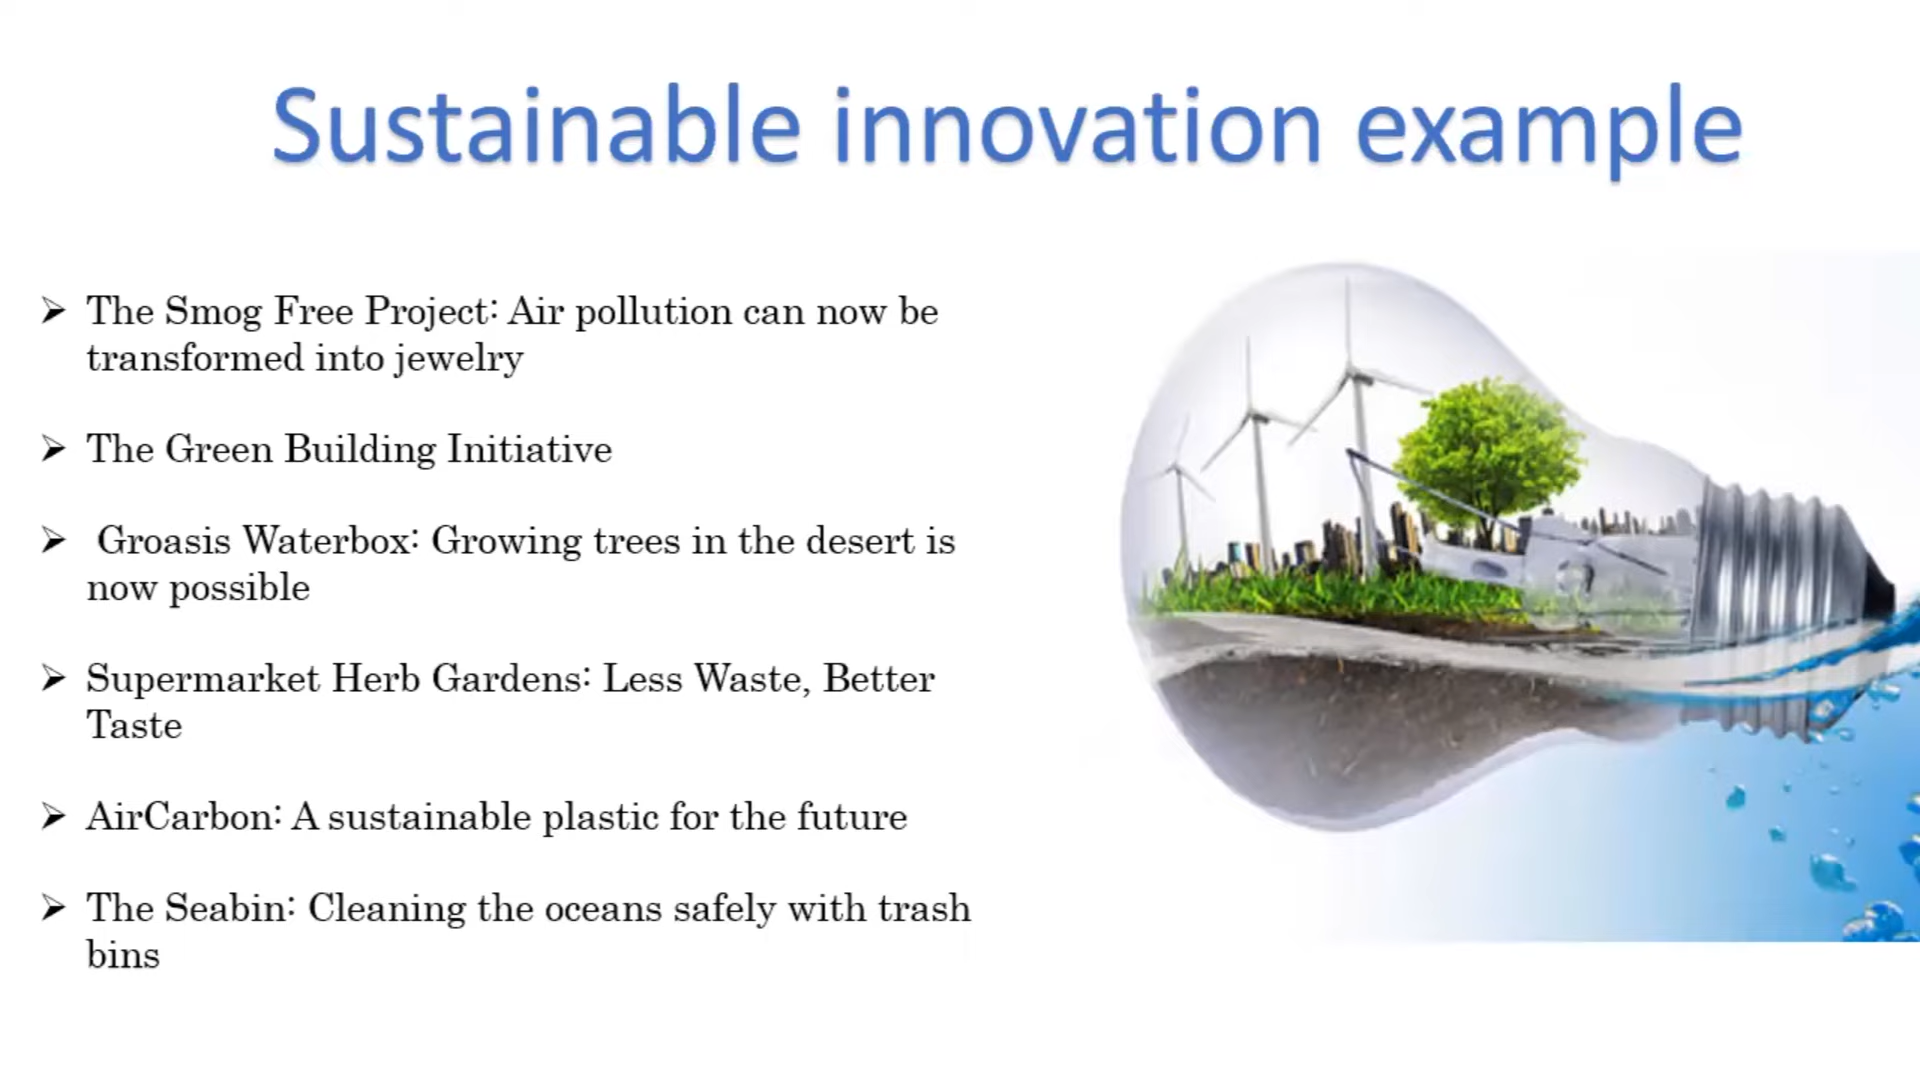 Sustainable innovation example
➢ The Smog Free Project: Air pollution can now be
transformed into jewelry
➢ The Green Building Initiative
➢ Groasis Waterbox: Growing trees in the desert is
now possible
➢ Supermarket Herb Gardens: Less Waste, Better
Taste
➢ AirCarbon: A sustainable plastic for the future
➢ The Seabin: Cleaning the oceans safely with trash
bins